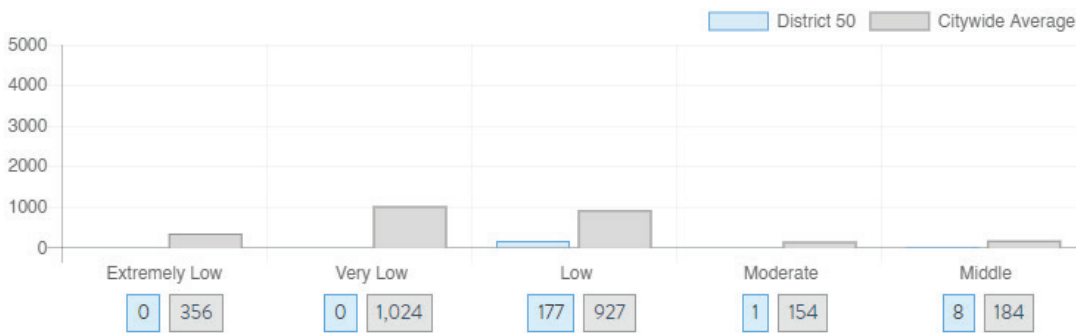 District 50 Citywide Average
5000
4000
3000
2000
1000
0
Extremely Low Very Low Low Moderate Middle
0 356 0 1,024 177 927 1 154 8 184